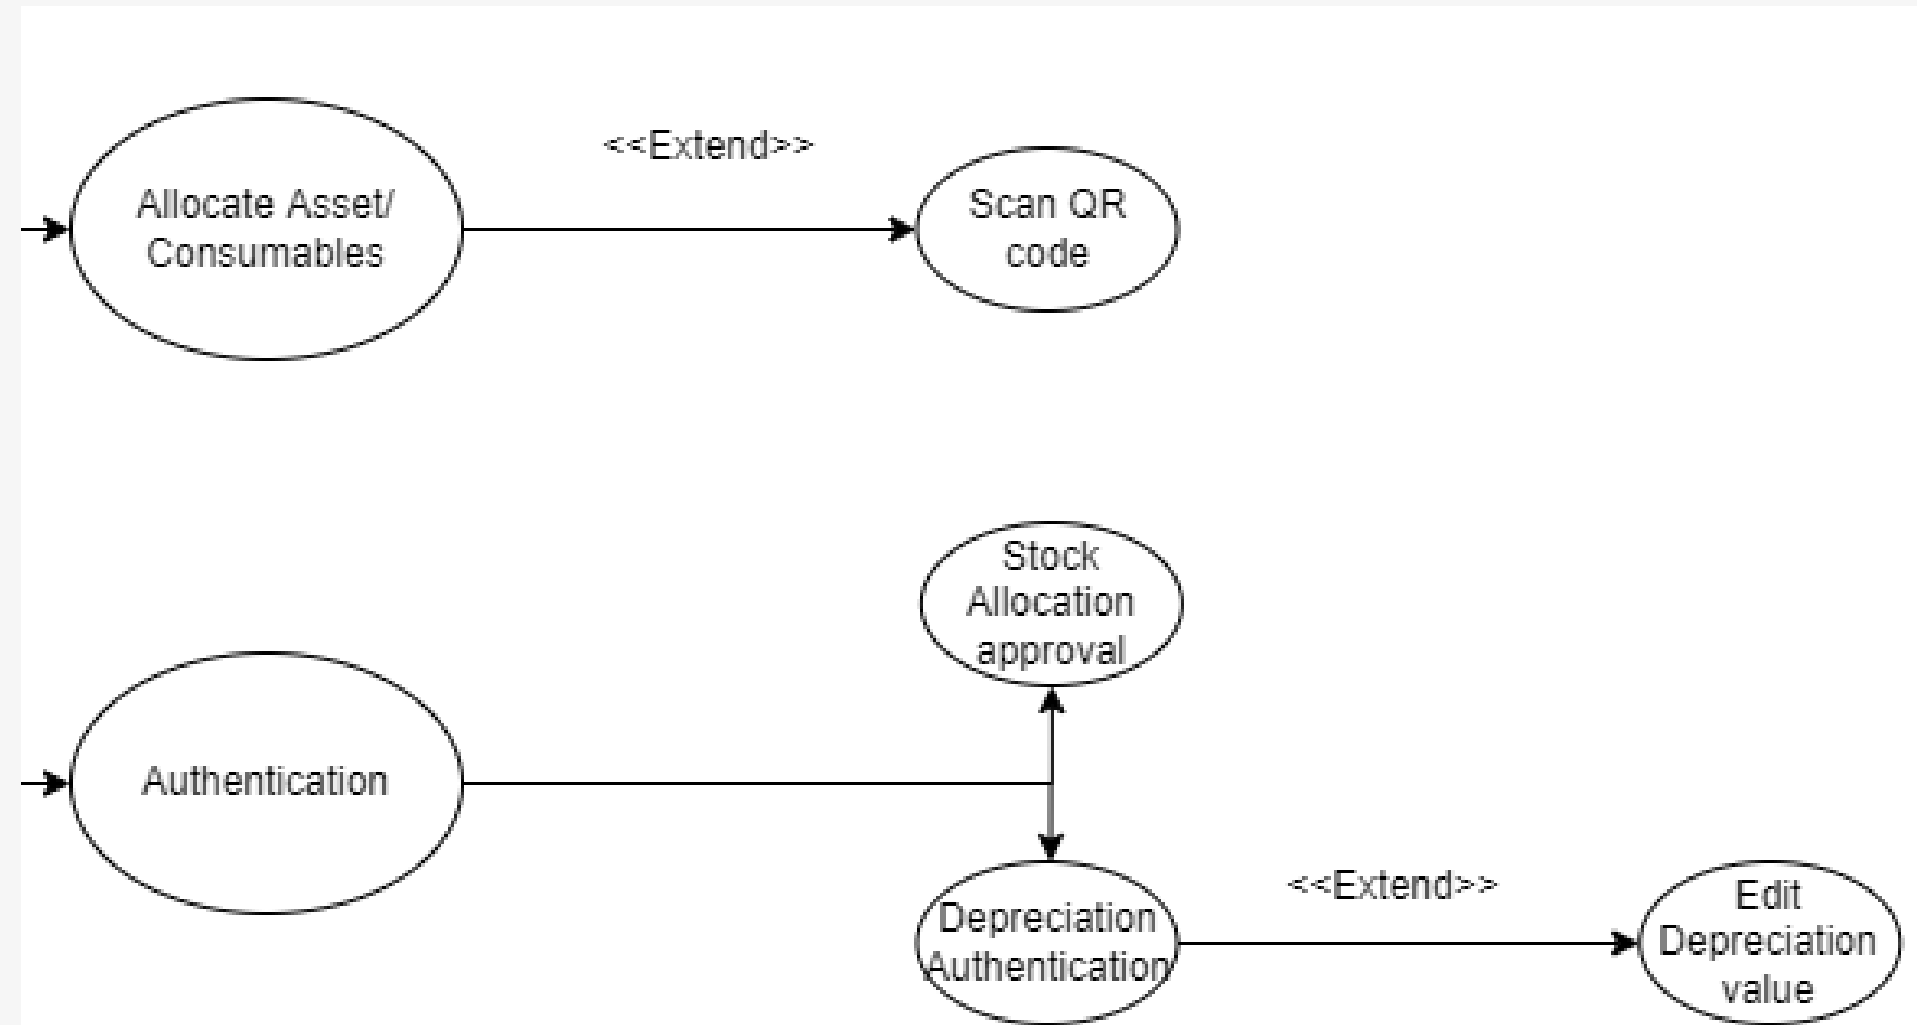 <<Extend>>
Allocate Asset/
Consumables
Scan QR
code
Stock
Allocation
approval
Authentication
Depreciation
Authentication
<<Extend>>
Edit
Depreciation
value